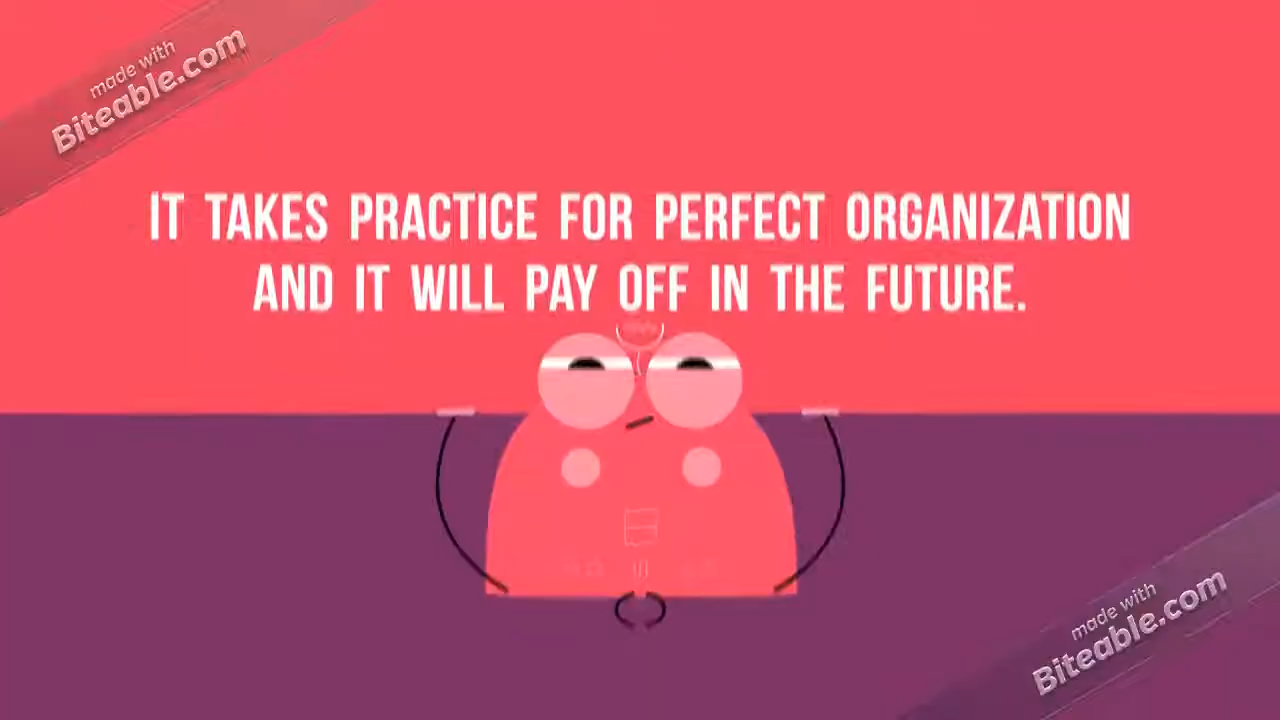 made with
Biteable.com
IT TAKES PRACTICE FOR PERFECT ORGANIZATION
AND IT WILL PAY OFF IN THE FUTURE.
made with
Biteable.com